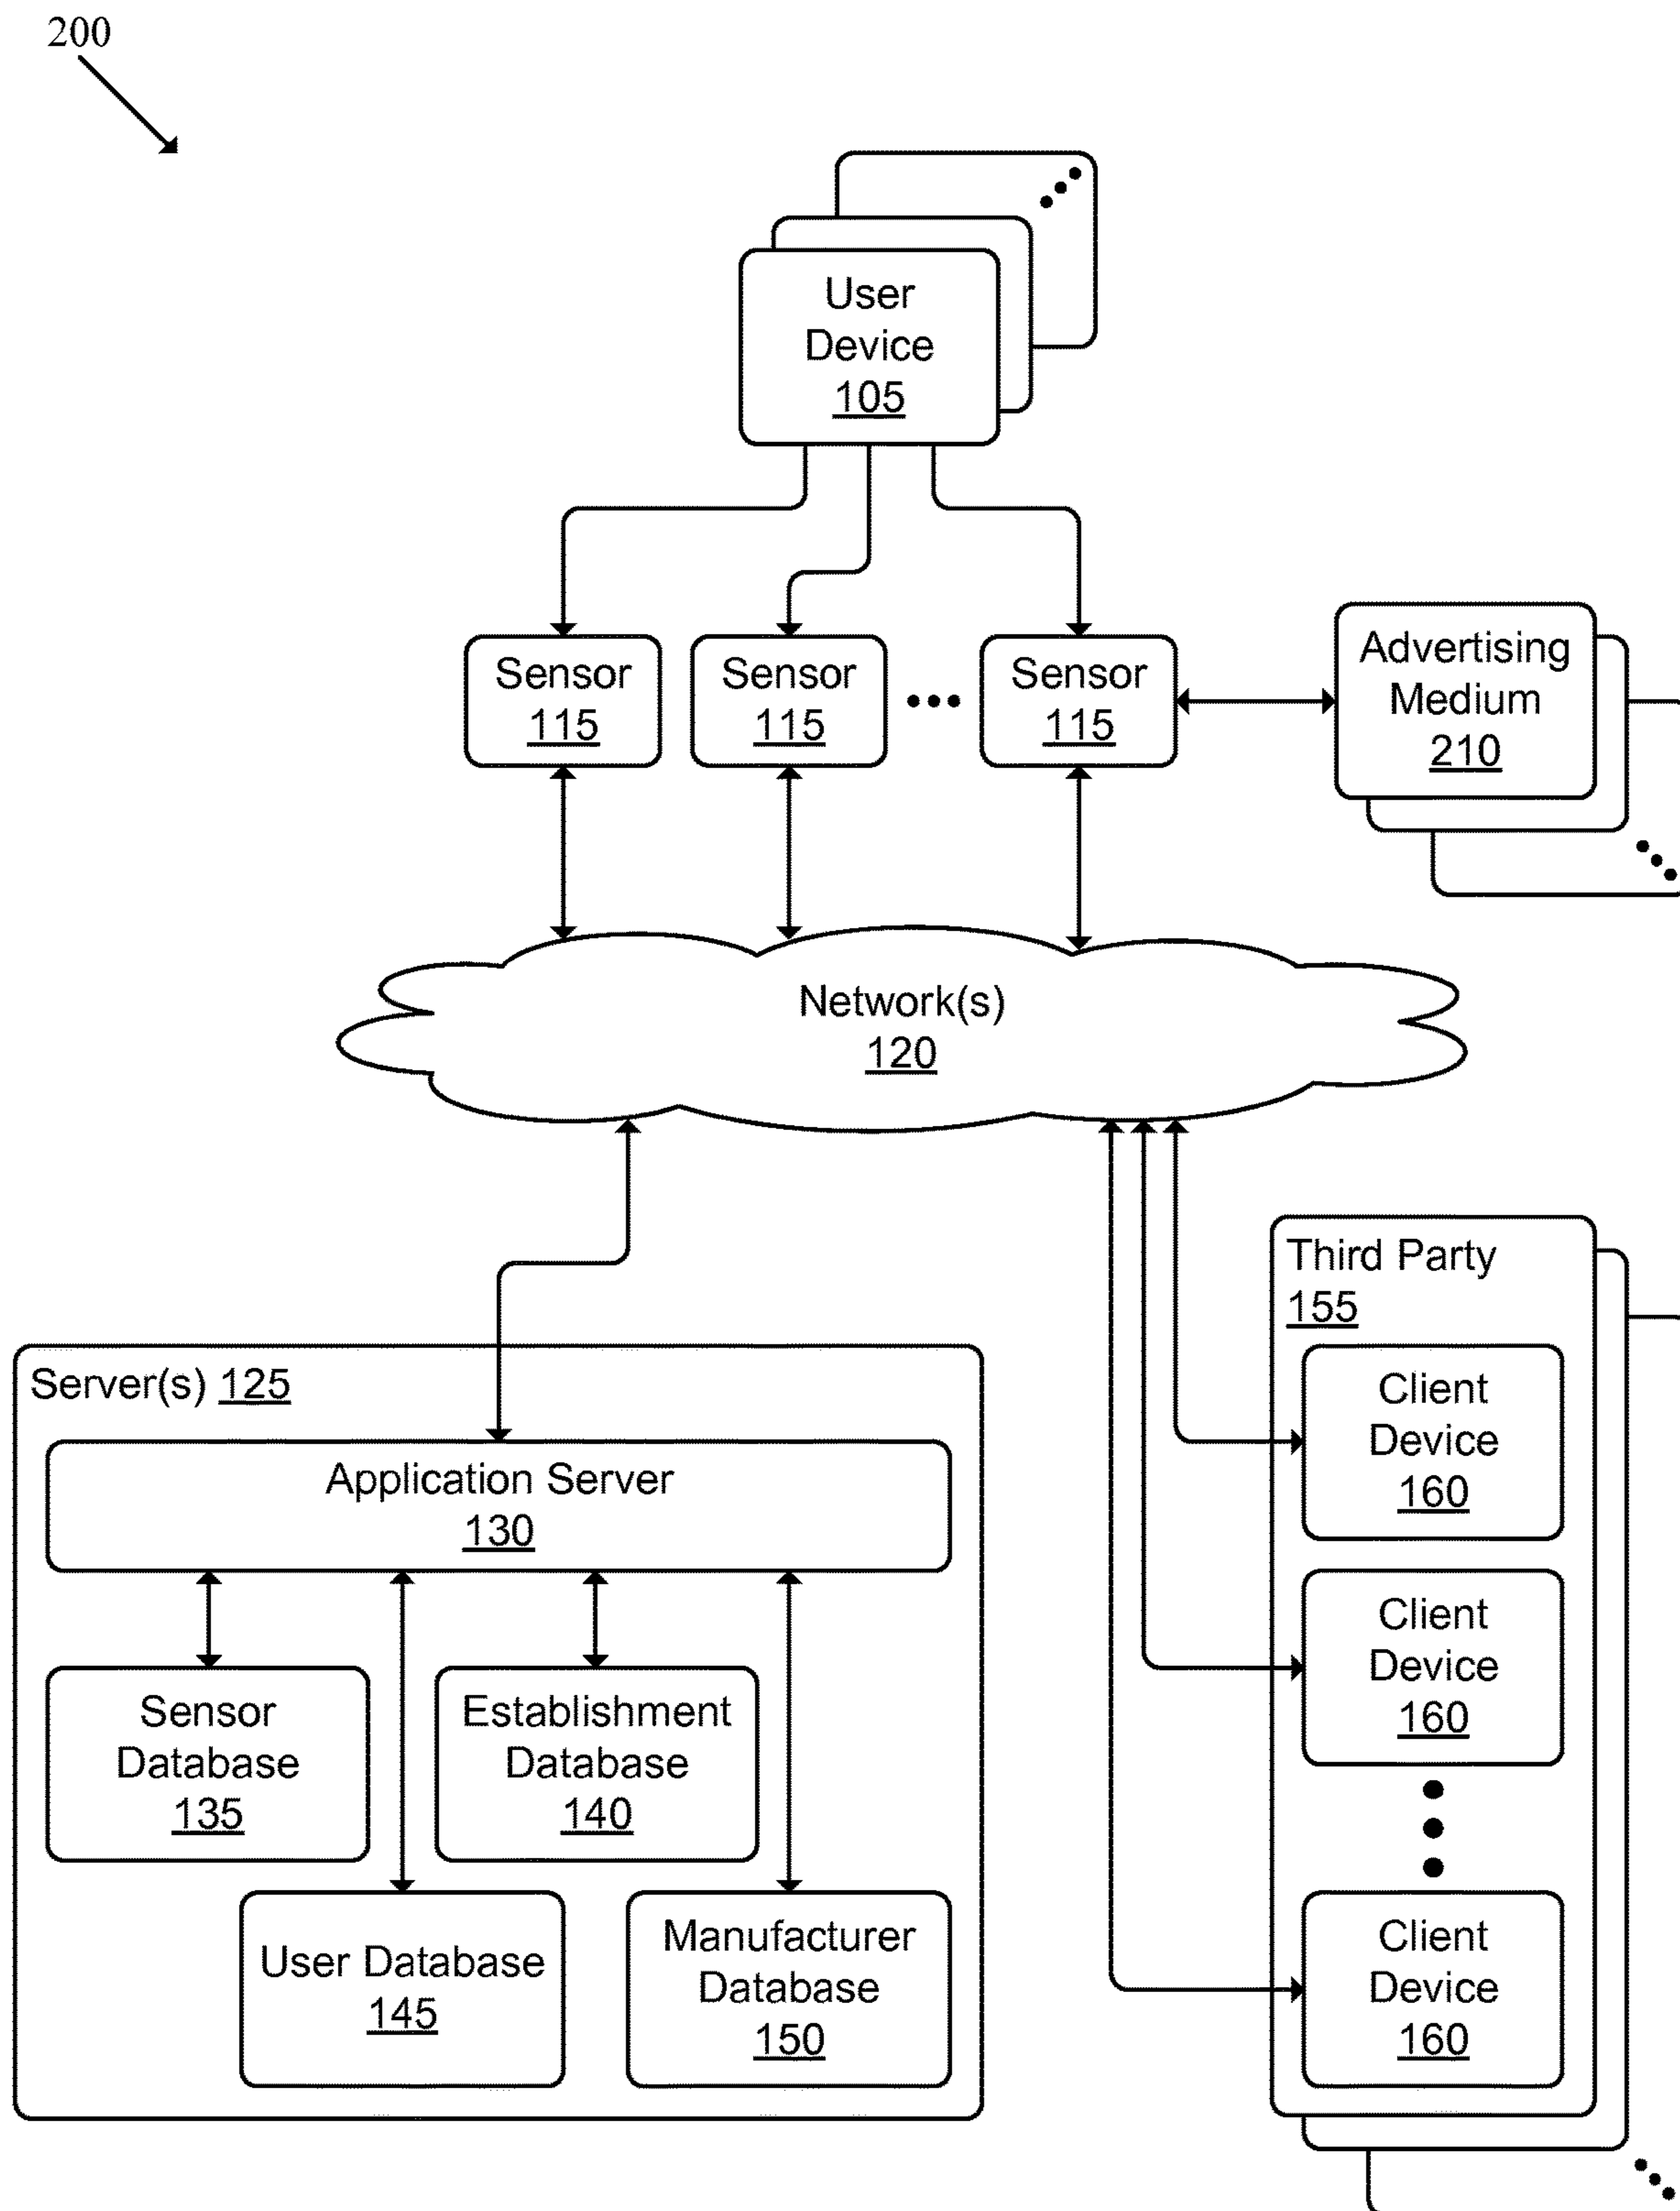 200
User
Device
105
Sensor
115
Sensor
115
Sensor
115
Advertising
Medium
210
Network(s)
120
Third Party
155
Client
Device
160
Client
Device
160
Client
Device
160
Server(s) 125
Application Server
130
Sensor
Database
135
Establishment
Database
140
User Database
145
Manufacturer
Database
150